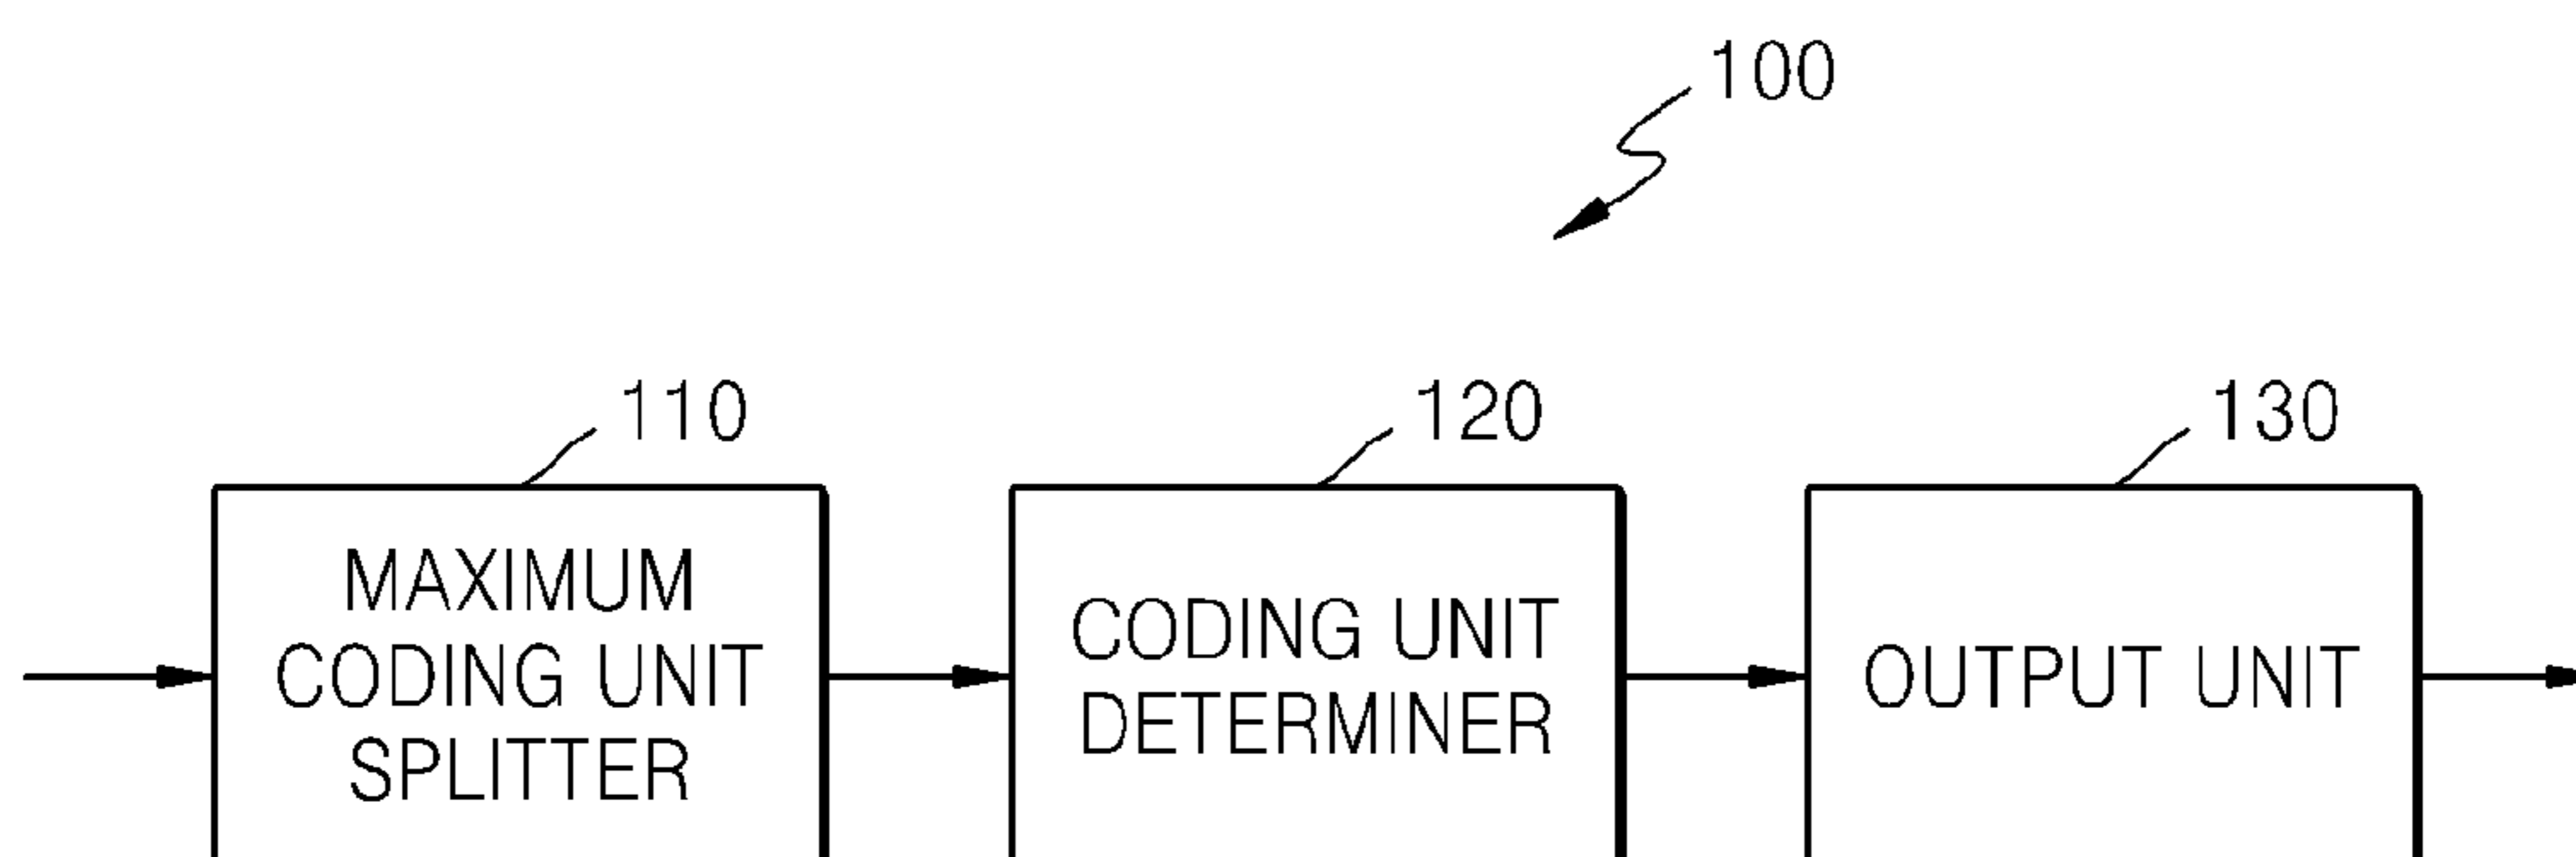 100
110
120
130
MAXIMUM
CODING UNIT
SPLITTER
CODING UNIT
DETERMINER
OUTPUT UNIT